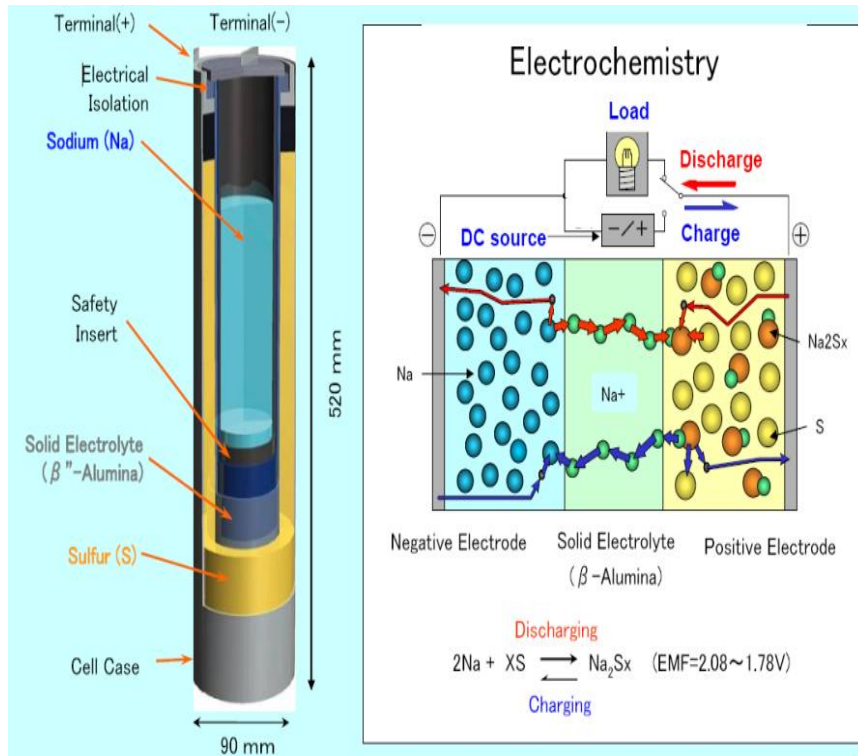 Terminal(+)
Terminal(-)
Electrical
Isolation
Sodium (Na)
Safety
Insert
Solid Electrolyte
(β"-Alumina)
Sulfur (S)
Cell Case
520 mm
90 mm
Electrochemistry
Load
Discharge
DC source
−/+
Charge
⊖
⊕
Na
Na+
Na2Sx
S
Negative Electrode
Solid Electrolyte
(β-Alumina)
Positive Electrode
Discharging
2Na + XS → Na₂Sx (EMF=2.08~1.78V)
Charging